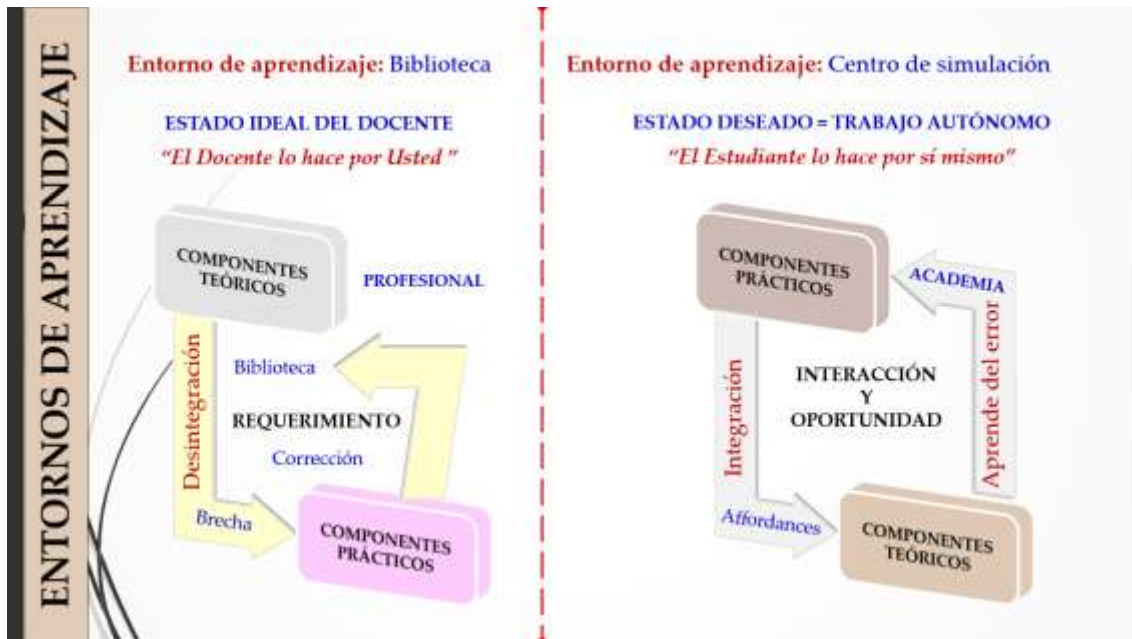 ENTORNOS DE APRENDIZAJE
Entorno de aprendizaje: Biblioteca
ESTADO IDEAL DEL DOCENTE
“El Docente lo hace por Usted ”
COMPONENTES
TEÓRICOS
PROFESIONAL
Desintegración
Biblioteca
REQUERIMIENTO
Corrección
Brecha
COMPONENTES
PRÁCTICOS
Entorno de aprendizaje: Centro de simulación
ESTADO DESEADO = TRABAJO AUTÓNOMO
“El Estudiante lo hace por sí mismo”
COMPONENTES
PRÁCTICOS
ACADEMIA
Integración
INTERACCIÓN
Y
OPORTUNIDAD
Aprende del error
Affordances
COMPONENTES
TEÓRICOS